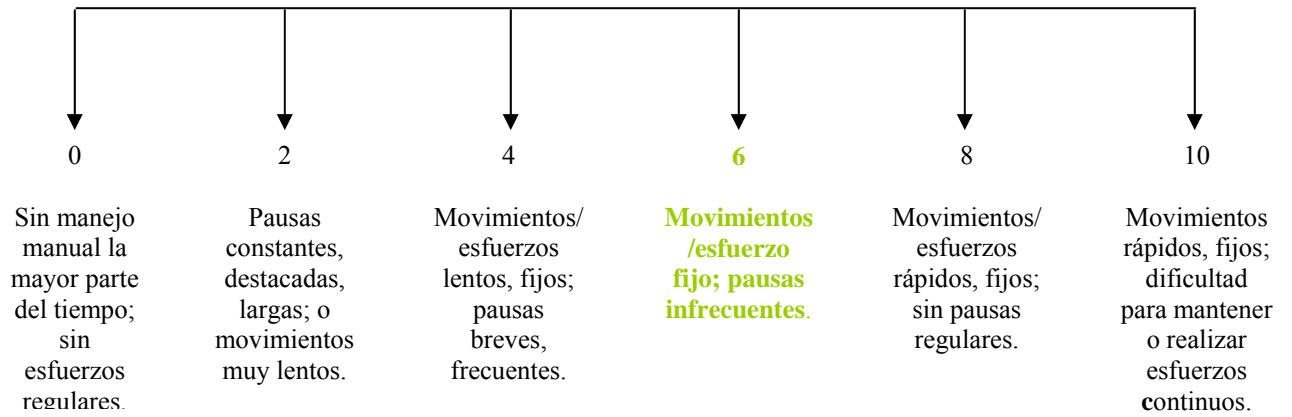 0
Sin manejo
manual la
mayor parte
del tiempo;
sin
esfuerzos
regulares.
2
Pausas
constantes,
destacadas,
largas; o
movimientos
muy lentos.
4
Movimientos/
esfuerzos
lentos, fijos;
pausas
breves,
frecuentes.
6
Movimientos
/esfuerzo
fijo; pausas
infrecuentes.
8
Movimientos/
esfuerzos
rápidos, fijos;
sin pausas
regulares.
10
Movimientos
rápidos, fijos;
dificultad
para mantener
o realizar
esfuerzos
continuos.